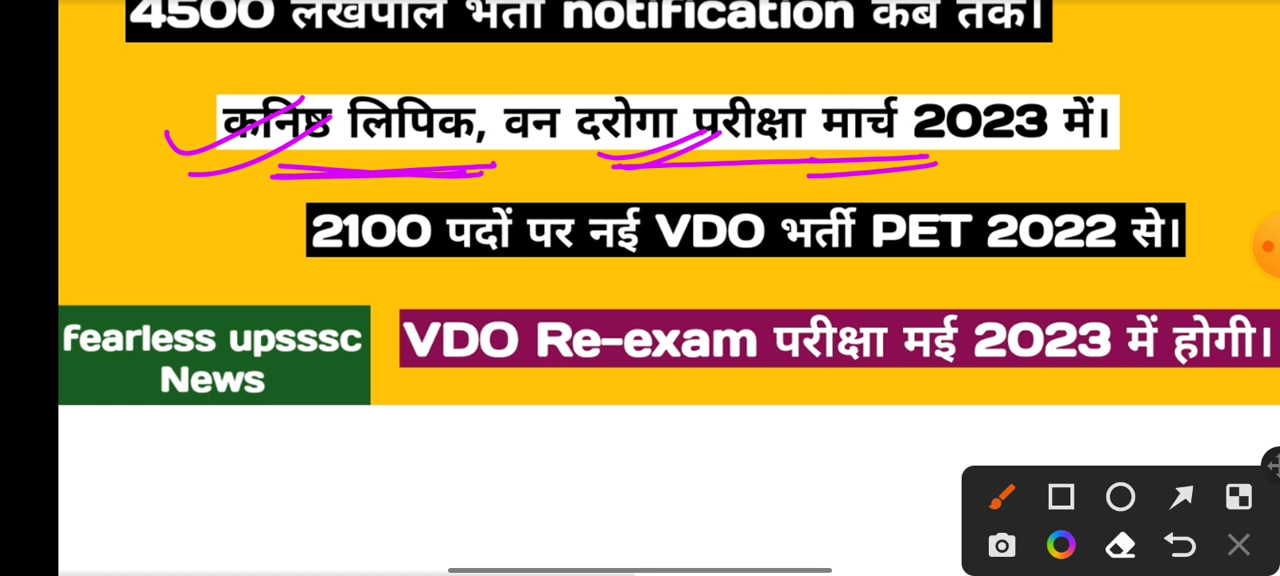 4500 लेखपाल भर्ती notification कब तक।
कनिष्ठ लिपिक, वन दरोगा परीक्षा मार्च 2023 में।
2100 पदों पर नई VDO भर्ती PET 2022 से।
fearless upsssc
News
VDO Re-exam परीक्षा मई 2023 में होगी।